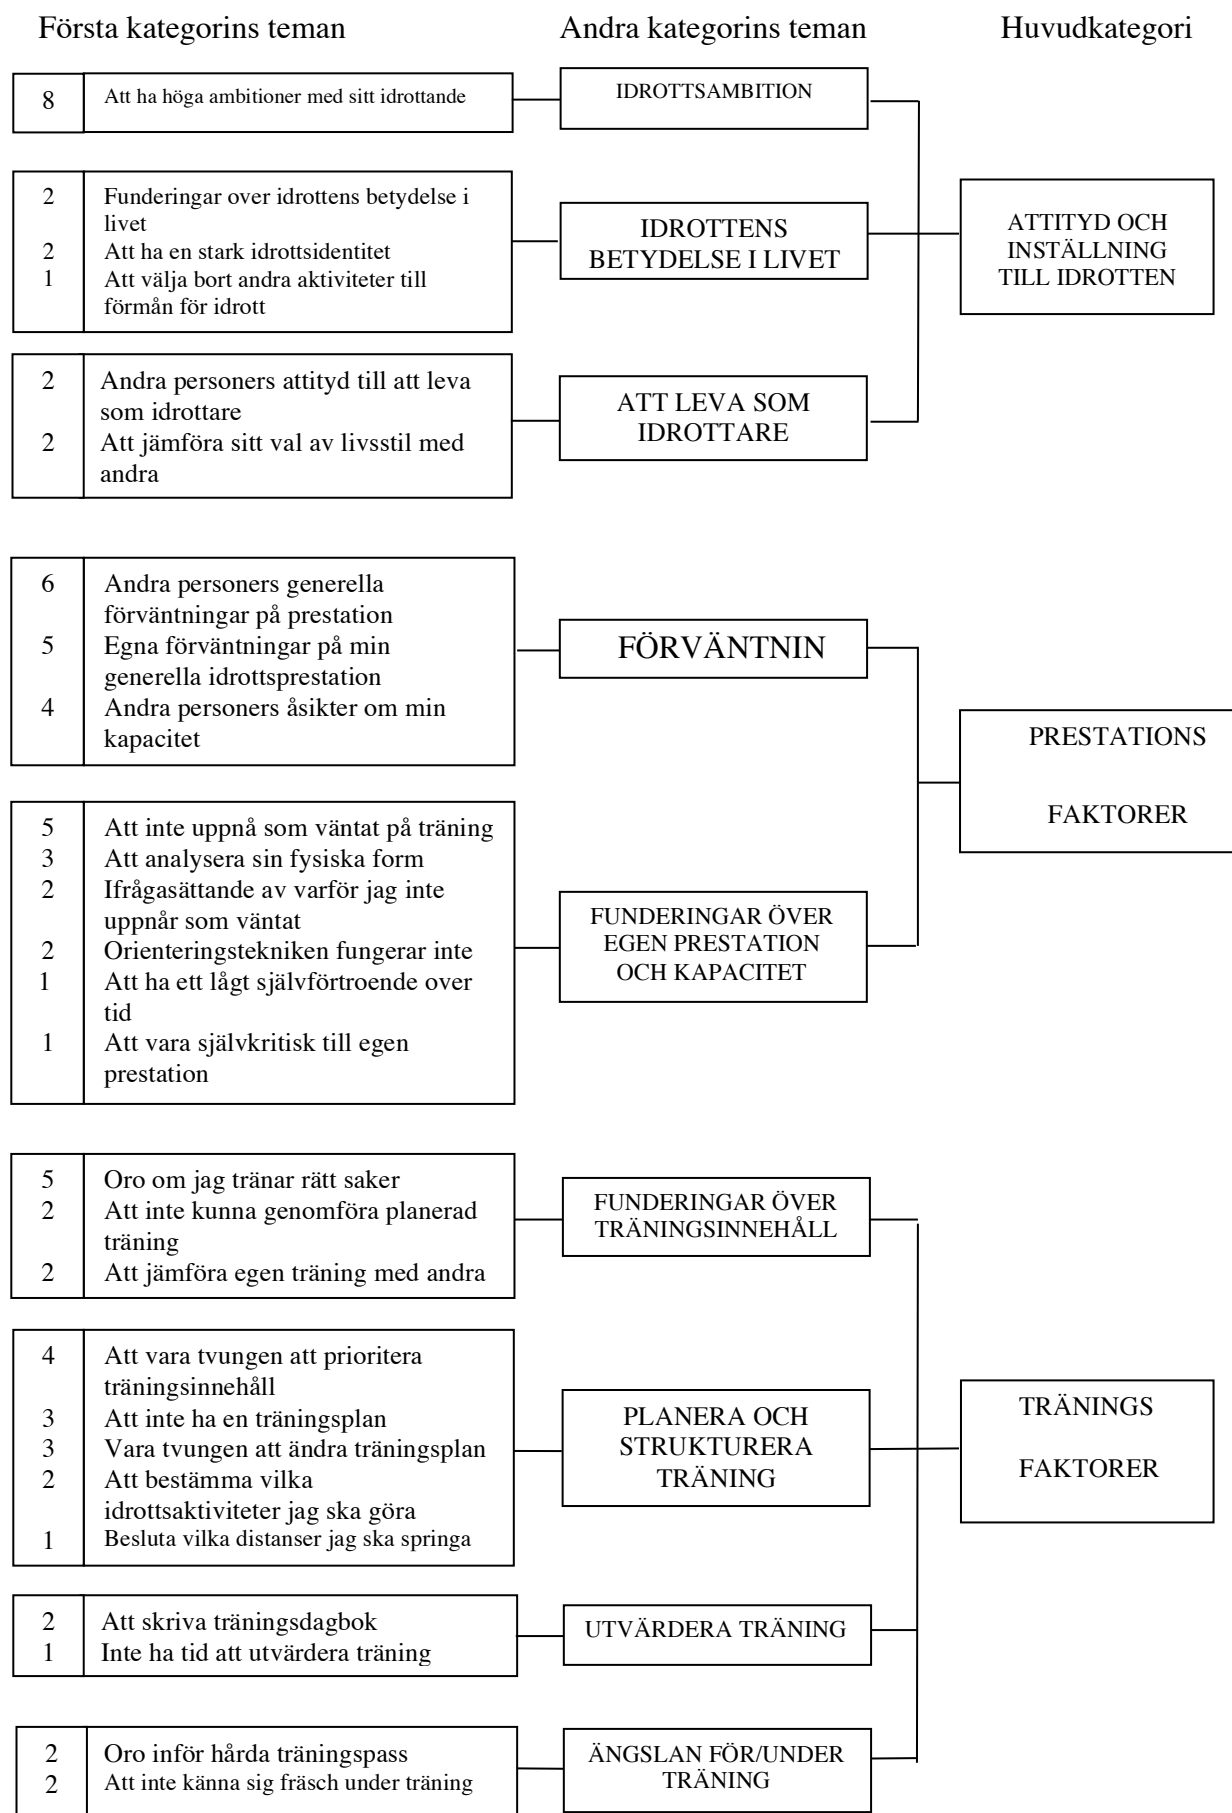 Första kategorins teman
Andra kategorins teman
Huvudkategori
8 Att ha höga ambitioner med sitt idrottande
IDROTTSAMBITION
2 Funderingar over idrottens betydelse i
livet
2 Att ha en stark idrottsidentitet
1 Att välja bort andra aktiviteter till
förmån för idrott
IDROTTENS
BETYDELSE I LIVET
ATTITYD OCH
INSTÄLLNING
TILL IDROTTEN
2 Andra personers attityd till att leva
som idrottare
2 Att jämföra sitt val av livsstil med
andra
ATT LEVA SOM
IDROTTARE
6 Andra personers generella
förväntningar på prestation
5 Egna förväntningar på min
generella idrottsprestation
4 Andra personers åsikter om min
kapacitet
FÖRVÄNTNIN
PRESTATIONS
FAKTORER
5 Att inte uppnå som väntat på träning
3 Att analysera sin fysiska form
2 Ifrågasättande av varför jag inte
uppnår som väntat
2 Orienteringstekniken fungerar inte
1 Att ha ett lågt självförtroende over
tid
1 Att vara självkritisk till egen
prestation
FUNDERINGAR ÖVER
EGEN PRESTATION
OCH KAPACITET
5 Oro om jag tränar rätt saker
2 Att inte kunna genomföra planerad
träning
2 Att jämföra egen träning med andra
FUNDERINGAR ÖVER
TRÄNINGSINNEHÅLL
4 Att vara tvungen att prioritera
träningsinnehåll
3 Att inte ha en träningsplan
3 Vara tvungen att ändra träningsplan
2 Att bestämma vilka
idrottsaktiviteter jag ska göra
1 Besluta vilka distanser jag ska springa
PLANERA OCH
STRUKTURERA
TRÄNING
TRÄNINGS
FAKTORER
2 Att skriva träningsdagbok
1 Inte ha tid att utvärdera träning
UTVÄRDERA TRÄNING
2 Oro inför hårda träningspass
2 Att inte känna sig fräsch under träning
ÄNGSLAN FÖR/UNDER
TRÄNING